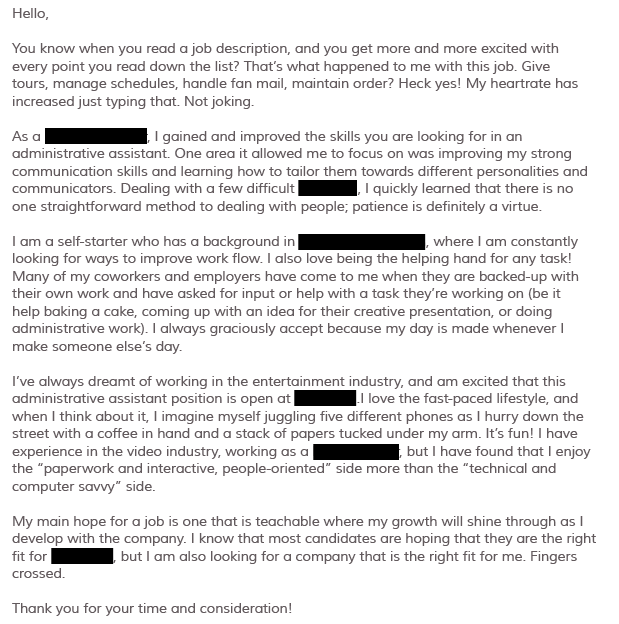 Hello,
You know when you read a job description, and you get more and more excited with
every point you read down the list? That's what happened to me with this job. Give
tours, manage schedules, handle fan mail, maintain order? Heck yes! My heartrate has
increased just typing that. Not joking.
As a , I gained and improved the skills you are looking for in an
administrative assistant. One area it allowed me to focus on was improving my strong
communication skills and learning how to tailor them towards different personalities and
communicators. Dealing with a few difficult , I quickly learned that there is no
one straightforward method to dealing with people; patience is definitely a virtue.
I am a self-starter who has a background in , where I am constantly
looking for ways to improve work flow. I also love being the helping hand for any task!
Many of my coworkers and employers have come to me when they are backed-up with
their own work and have asked for input or help with a task they're working on (be it
help baking a cake, coming up with an idea for their creative presentation, or doing
administrative work). I always graciously accept because my day is made whenever I
make someone else's day.
I've always dreamt of working in the entertainment industry, and am excited that this
administrative assistant position is open at .I love the fast-paced lifestyle, and
when I think about it, I imagine myself juggling five different phones as I hurry down the
street with a coffee in hand and a stack of papers tucked under my arm. It's fun! I have
experience in the video industry, working as a , but I have found that I enjoy
the "paperwork and interactive, people-oriented" side more than the "technical and
computer savvy" side.
My main hope for a job is one that is teachable where my growth will shine through as I
develop with the company. I know that most candidates are hoping that they are the right
fit for , but I am also looking for a company that is the right fit for me. Fingers
crossed.
Thank you for your time and consideration!